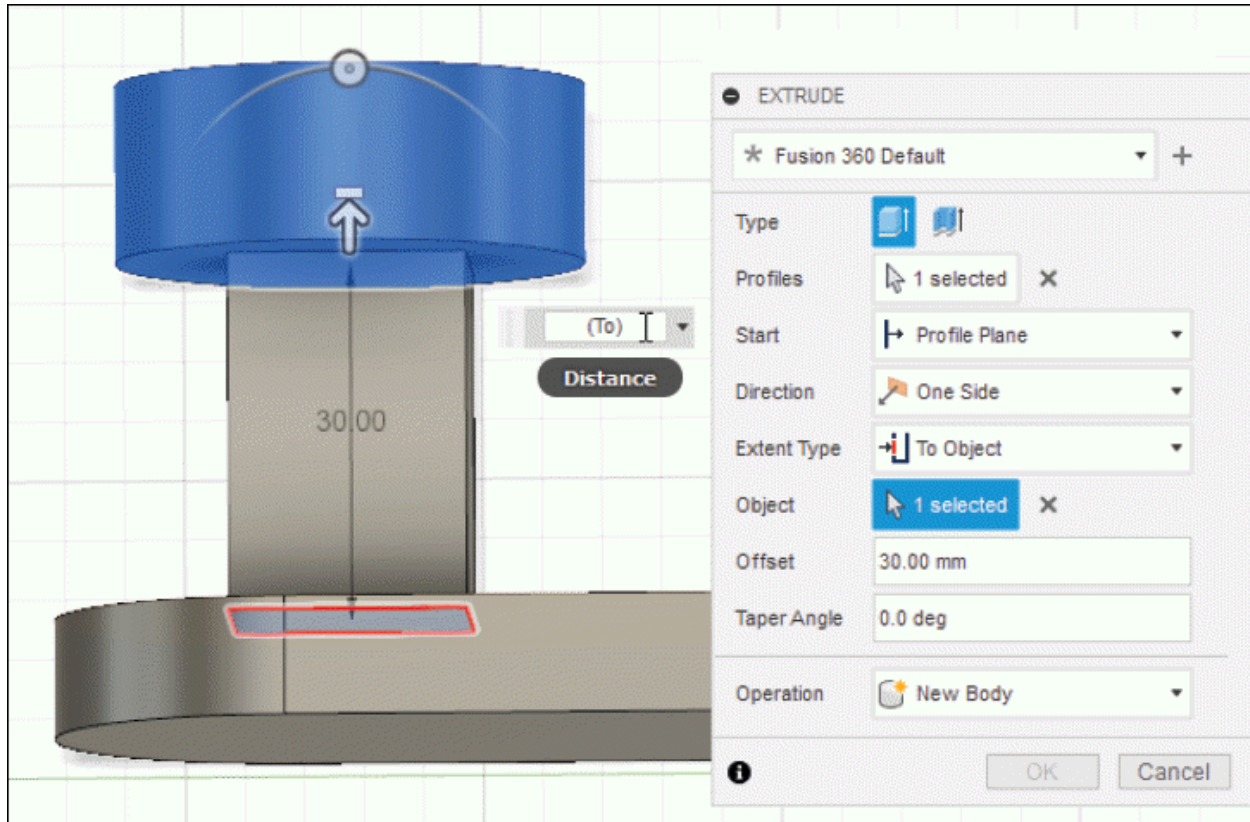 EXTRUDE
Fusion 360 Default
Type
Profiles 1 selected
Start Profile Plane
(To)
Distance
Direction One Side
30.00
Extent Type To Object
Object 1 selected
Offset 30.00 mm
Taper Angle 0.0 deg
Operation New Body
OK Cancel